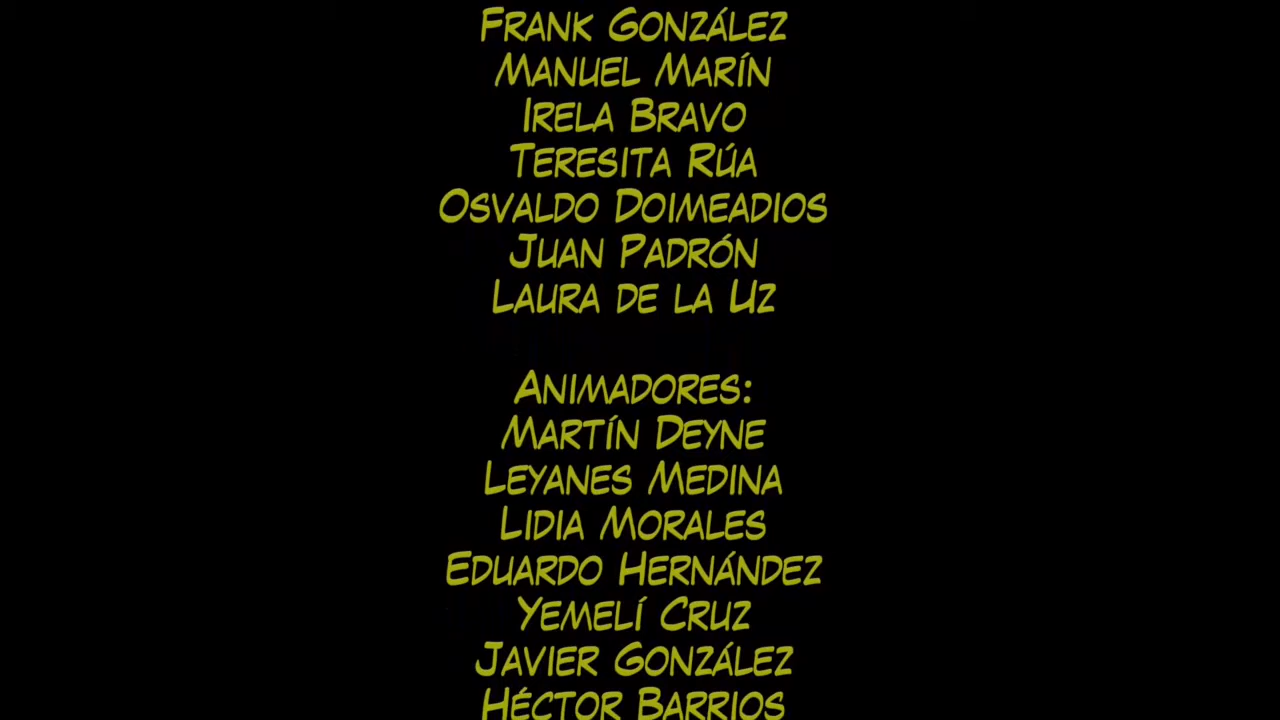 FRANK GONZÁLEZ
MANUEL MARÍN
IRELA BRAVO
TERESITA RÚA
OSVALDO DOIMEADIOS
JUAN PADRÓN
LAURA DE LA UZ
ANIMADORES:
MARTÍN DEYNE
LEYANES MEDINA
LIDIA MORALES
EDUARDO HERNÁNDEZ
YEMELÍ CRUZ
JAVIER GONZÁLEZ
HÉCTOR BARRIOS